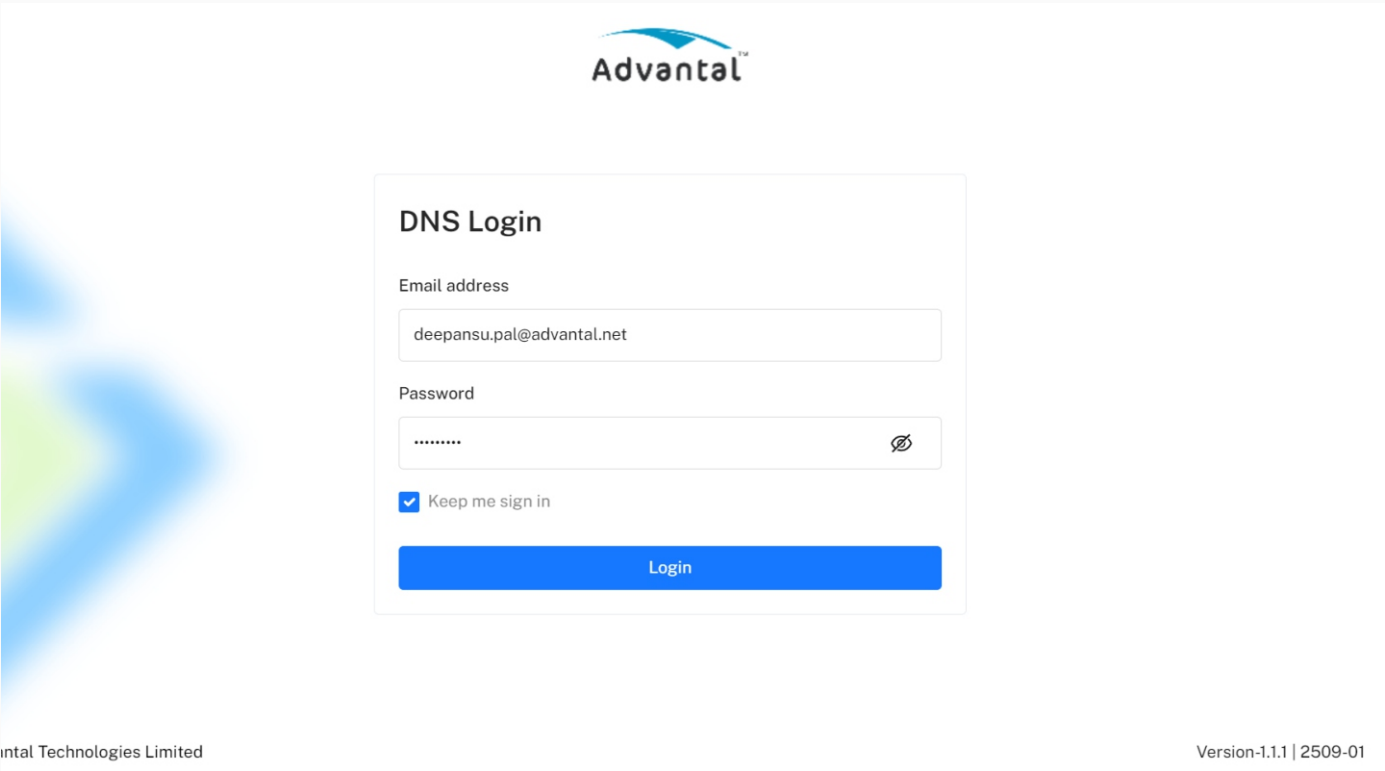 Advantal™
DNS Login
Email address
deepansu.pal@advantal.net
Password
•••••••••
Keep me sign in
Login
Technologies Limited
Version-1.1.1 | 2509-01